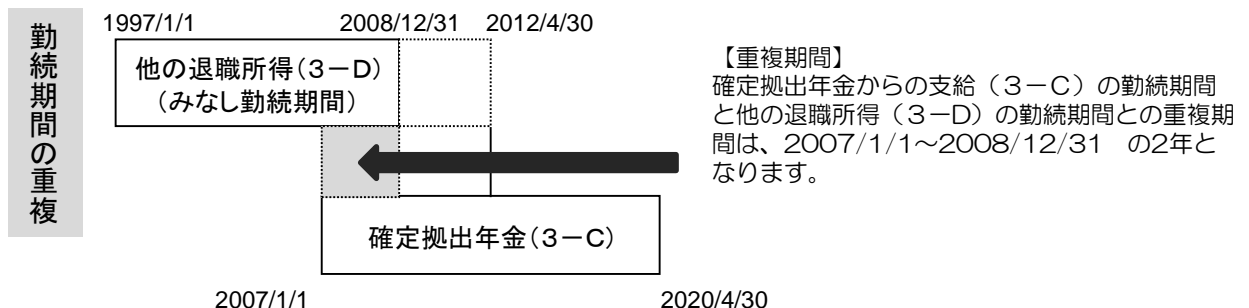 勤続期間の重複
1997/1/1
2008/12/31
2012/4/30
他の退職所得(3-D)
(みなし勤続期間)
【重複期間】
確定拠出年金からの支給(3-C)の勤続期間
と他の退職所得(3-D)の勤続期間との重複期
間は、2007/1/1~2008/12/31 の2年と
なります。
確定拠出年金(3-C)
2007/1/1
2020/4/30